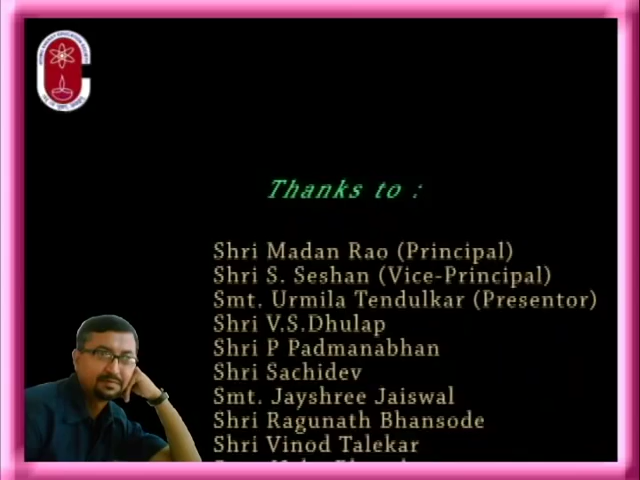 Thanks to :
Shri Madan Rao (Principal)
Shri S. Seshan (Vice-Principal)
Smt. Urmila Tendulkar (Presentor)
Shri V.S.Dhulap
Shri P Padmanabhan
Shri Sachidev
Smt. Jayshree Jaiswal
Shri Ragunath Bhansode
Shri Vinod Talekar